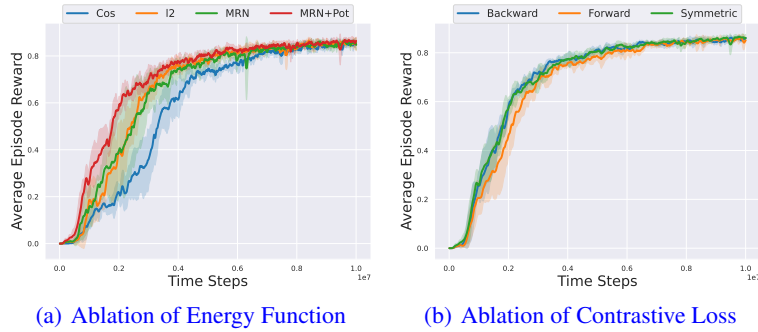 Cos l2 MRN MRN+Pot
Average Episode Reward
0.8
0.6
0.4
0.2
0.0
0.0 0.2 0.4 0.6 0.8 1.0
1e7
Time Steps
(a) Ablation of Energy Function
Backward Forward Symmetric
Average Episode Reward
0.8
0.6
0.4
0.2
0.0
0.0 0.2 0.4 0.6 0.8 1.0
1e7
Time Steps
(b) Ablation of Contrastive Loss